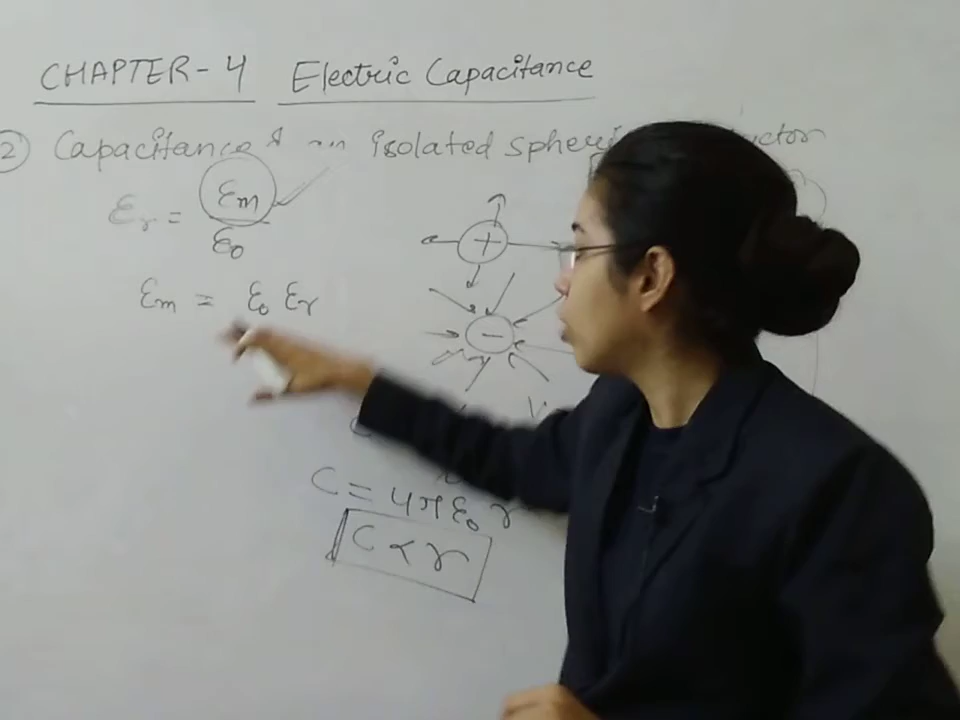 CHAPTER-4 Electric Capacitance
2) Capacitance isolated
εr = εm / ε0
εm = ε0 εr
+
−
C = 4π ε0 r
C ∝ r